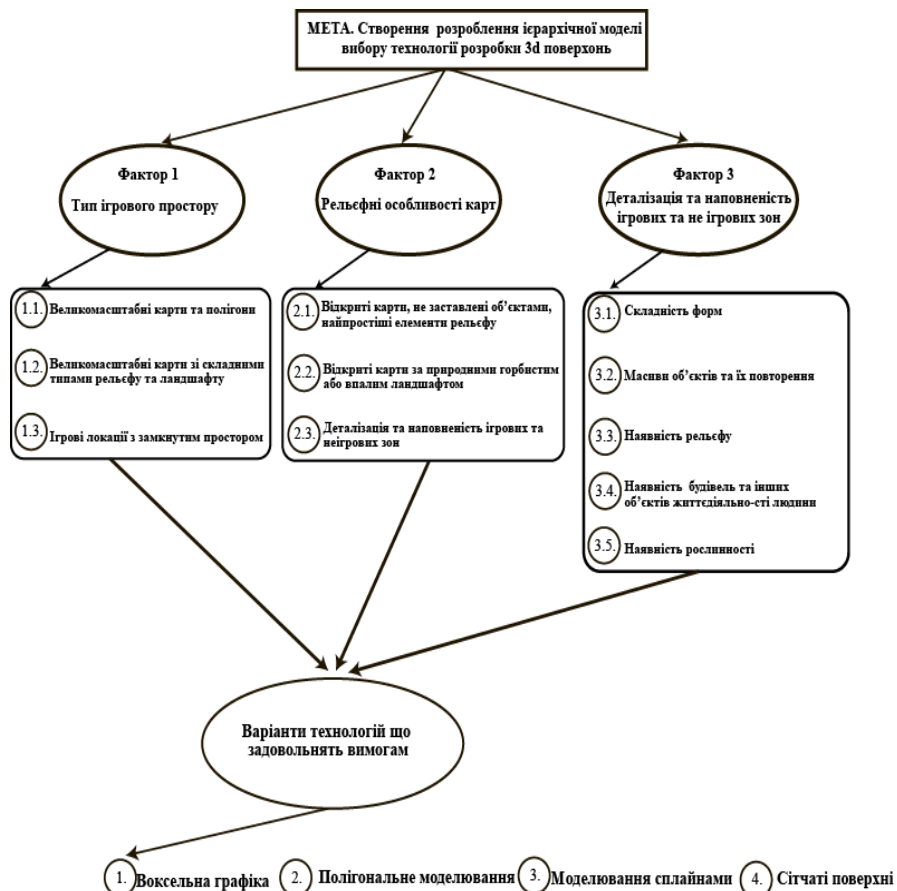 МЕТА. Створення розроблення ієрархічної моделі
вибору технології розробки 3d поверхонь
Фактор 1
Тип ігрового простору
Фактор 2
Рельєфні особливості карт
Фактор 3
Деталізація та наповненість
ігрових та не ігрових зон
1.1. Великомасштабні карти та полігони
1.2. Великомасштабні карти зі складними
типами рельєфу та ландшафту
1.3. Ігрові локації з замкнутим простором
2.1. Відкриті карти, не заставлені об’єктами,
найпростіші елементи рельєфу
2.2. Відкриті карти за природними горбистим
або впалим ландшафтом
2.3. Деталізація та наповненість ігрових та
неігрових зон
3.1. Складність форм
3.2. Масиви об’єктів та їх повторення
3.3. Наявність рельєфу
3.4. Наявність будівель та інших
об’єктів життєдіяльно-сті людини
3.5. Наявність рослинності
Варіанти технологій що
задовольнять вимогам
1. Воксельна графіка 2. Полігональне моделювання 3. Моделювання сплайнами 4. Сітчаті поверхні